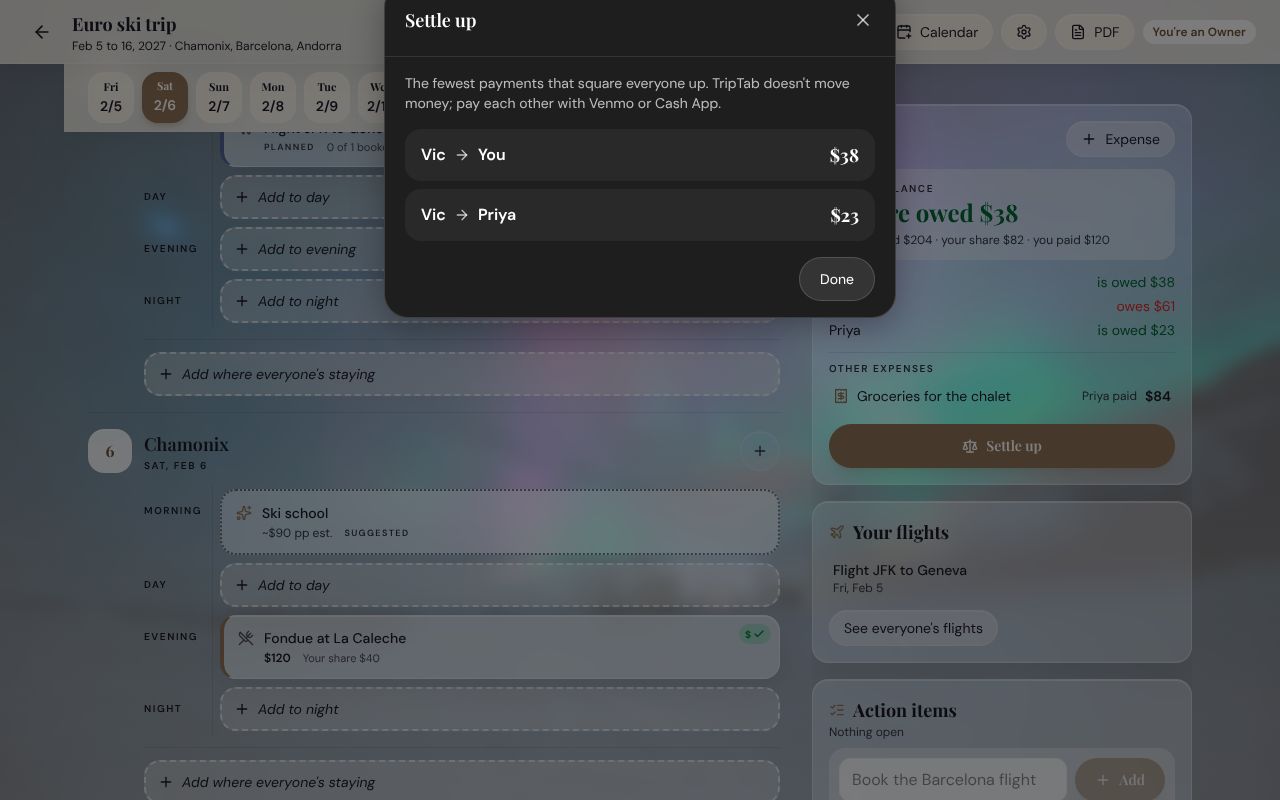 Euro ski trip
Feb 5 to 16, 2027 · Chamonix, Barcelona, Andorra
Calendar
PDF
You're an Owner
Fri
2/5
Sat
2/6
Sun
2/7
Mon
2/8
Tue
2/9
Settle up
The fewest payments that square everyone up. TripTab doesn't move
money; pay each other with Venmo or Cash App.
Vic → You $38
Vic → Priya $23
Done
PLANNED
DAY
+ Add to day
EVENING
+ Add to evening
NIGHT
+ Add to night
+ Add where everyone's staying
6
Chamonix
SAT, FEB 6
+
MORNING
Ski school
~$90 pp est. SUGGESTED
DAY
+ Add to day
EVENING
Fondue at La Caleche
$
$120 Your share $40
NIGHT
+ Add to night
+ Add where everyone's staying
+ Expense
owed $38
$204 · your share $82 · you paid $120
is owed $38
owes $61
Priya is owed $23
OTHER EXPENSES
Groceries for the chalet Priya paid $84
Settle up
Your flights
Flight JFK to Geneva
Fri, Feb 5
See everyone's flights
Action items
Nothing open
Book the Barcelona flight
+ Add